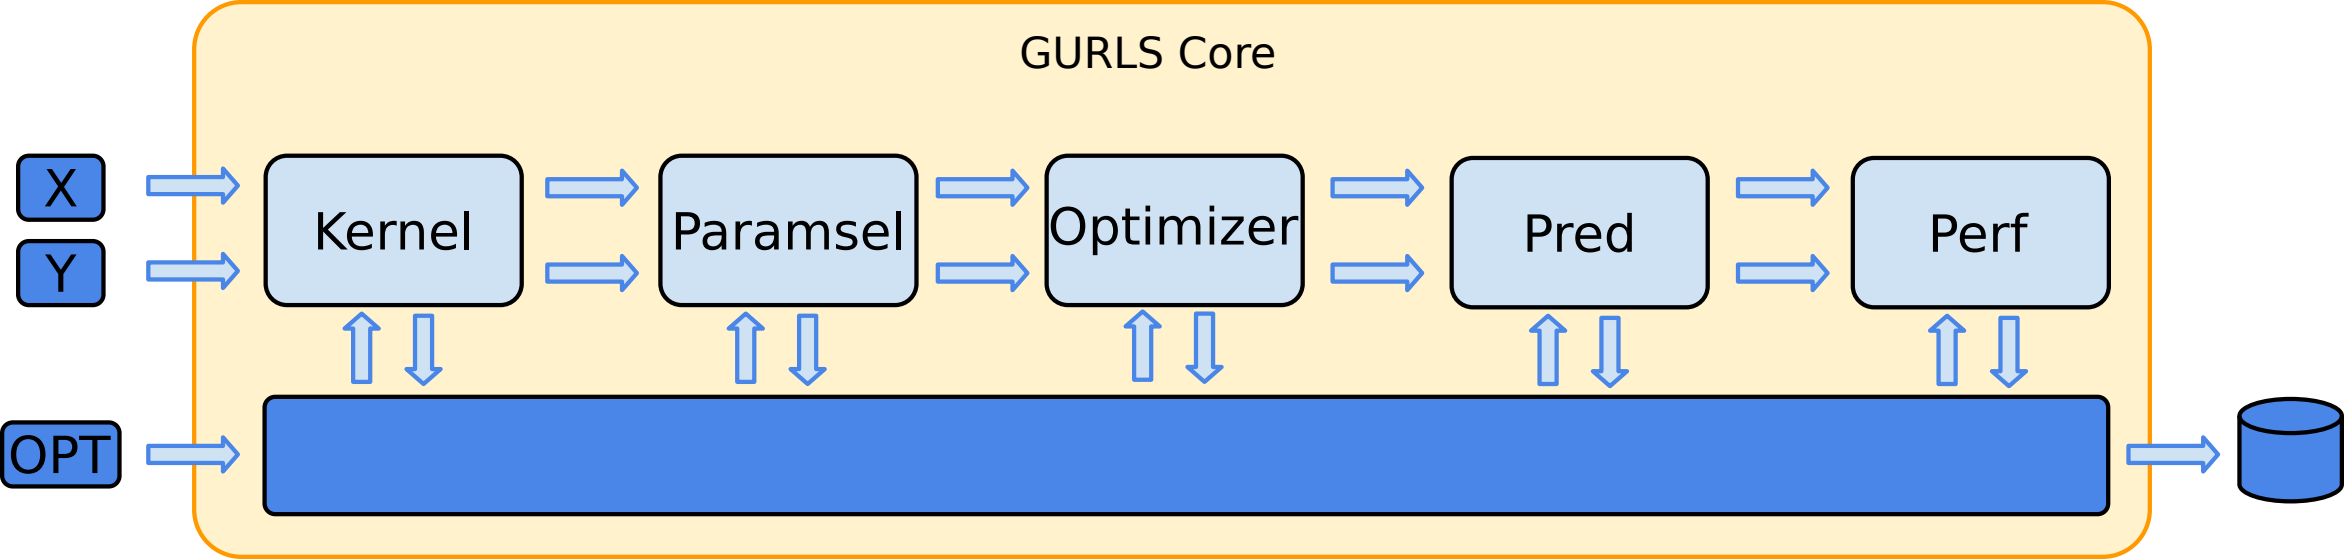 GURLS Core
X
Y
Kernel
Paramsel
Optimizer
Pred
Perf
OPT